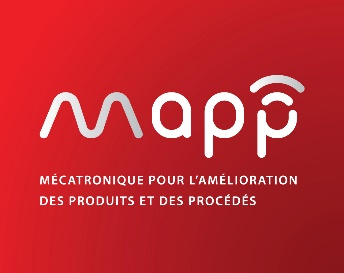 mapp
MÉCATRONIQUE POUR L'AMÉLIORATION
DES PRODUITS ET DES PROCÉDÉS